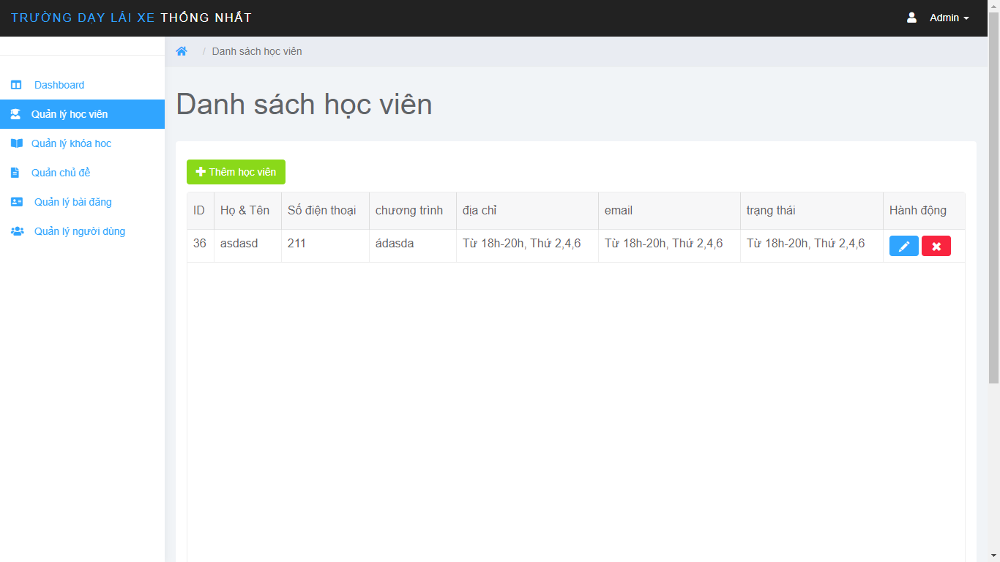 TRƯỜNG DẠY LÁI XE THỐNG NHẤT
Admin
/ Danh sách học viên
Dashboard
Quản lý học viên
Quản lý khóa học
Quản chủ đề
Quản lý bài đăng
Quản lý người dùng
Danh sách học viên
Thêm học viên
ID Họ & Tên Số điện thoại chương trình địa chỉ email trạng thái Hành động
36 asdasd 211 ádasda Từ 18h-20h, Thứ 2,4,6 Từ 18h-20h, Thứ 2,4,6 Từ 18h-20h, Thứ 2,4,6